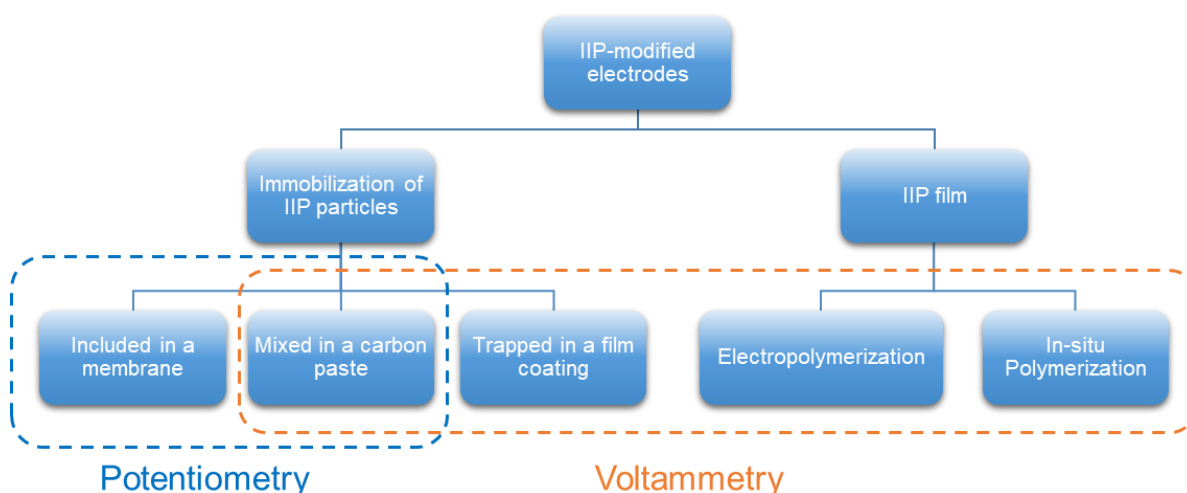 IIP-modified
electrodes
Immobilization of
IIP particles
IIP film
Included in a
membrane
Mixed in a carbon
paste
Trapped in a film
coating
Electropolymerization
In-situ
Polymerization
Potentiometry
Voltammetry